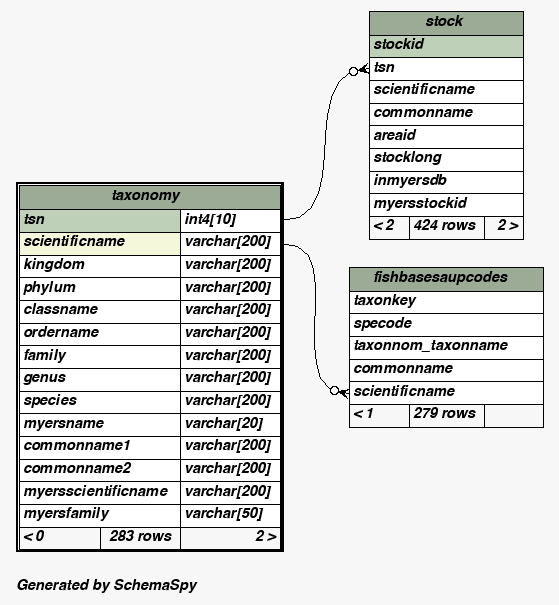 stock
stockid
tsn
scientificname
commonname
areaid
stocklong
inmyersdb
myersstockid
< 2 424 rows 2 >
taxonomy
tsn int4[10]
scientificname varchar[200]
kingdom varchar[200]
phylum varchar[200]
classname varchar[200]
ordername varchar[200]
family varchar[200]
genus varchar[200]
species varchar[200]
myersname varchar[20]
commonname1 varchar[200]
commonname2 varchar[200]
myersscientificname varchar[200]
myersfamily varchar[50]
< 0 283 rows 2 >
fishbasesaupcodes
taxonkey
specode
taxonnom_taxonname
commonname
scientificname
< 1 279 rows
Generated by SchemaSpy